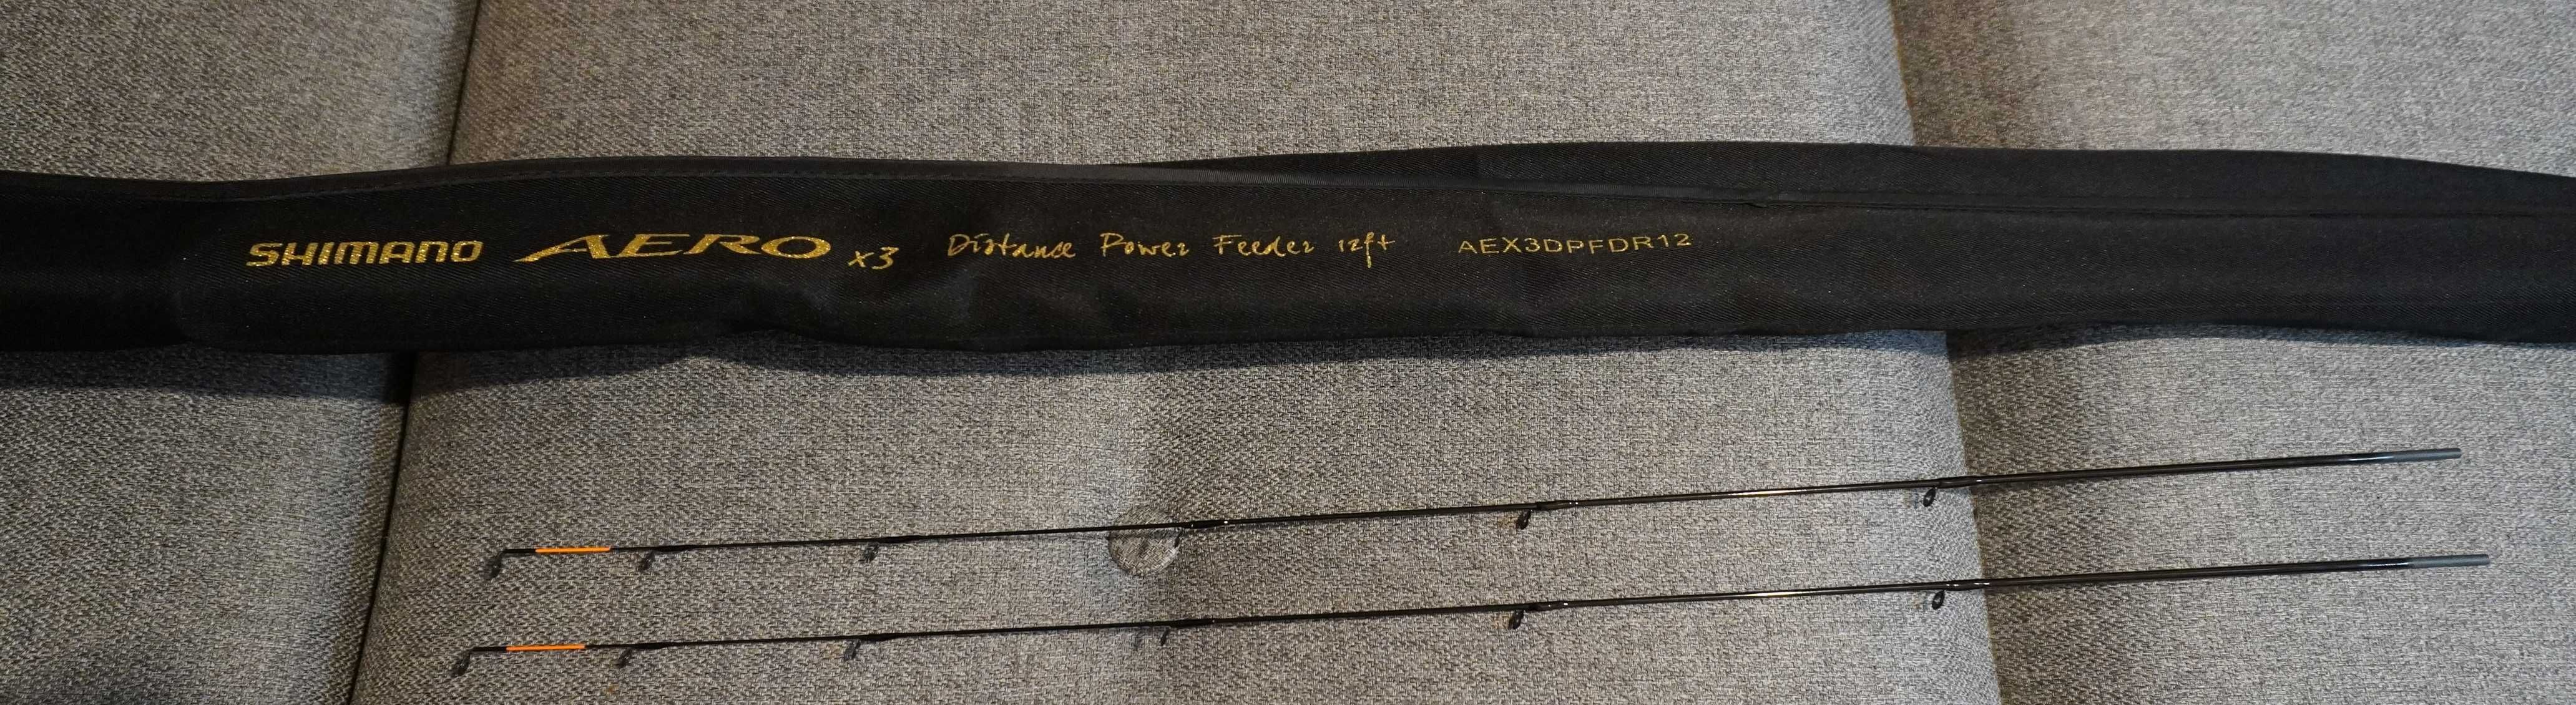 SHIMANO AERO x3 Distance Power Feeder 12ft AEX3DPFDR12